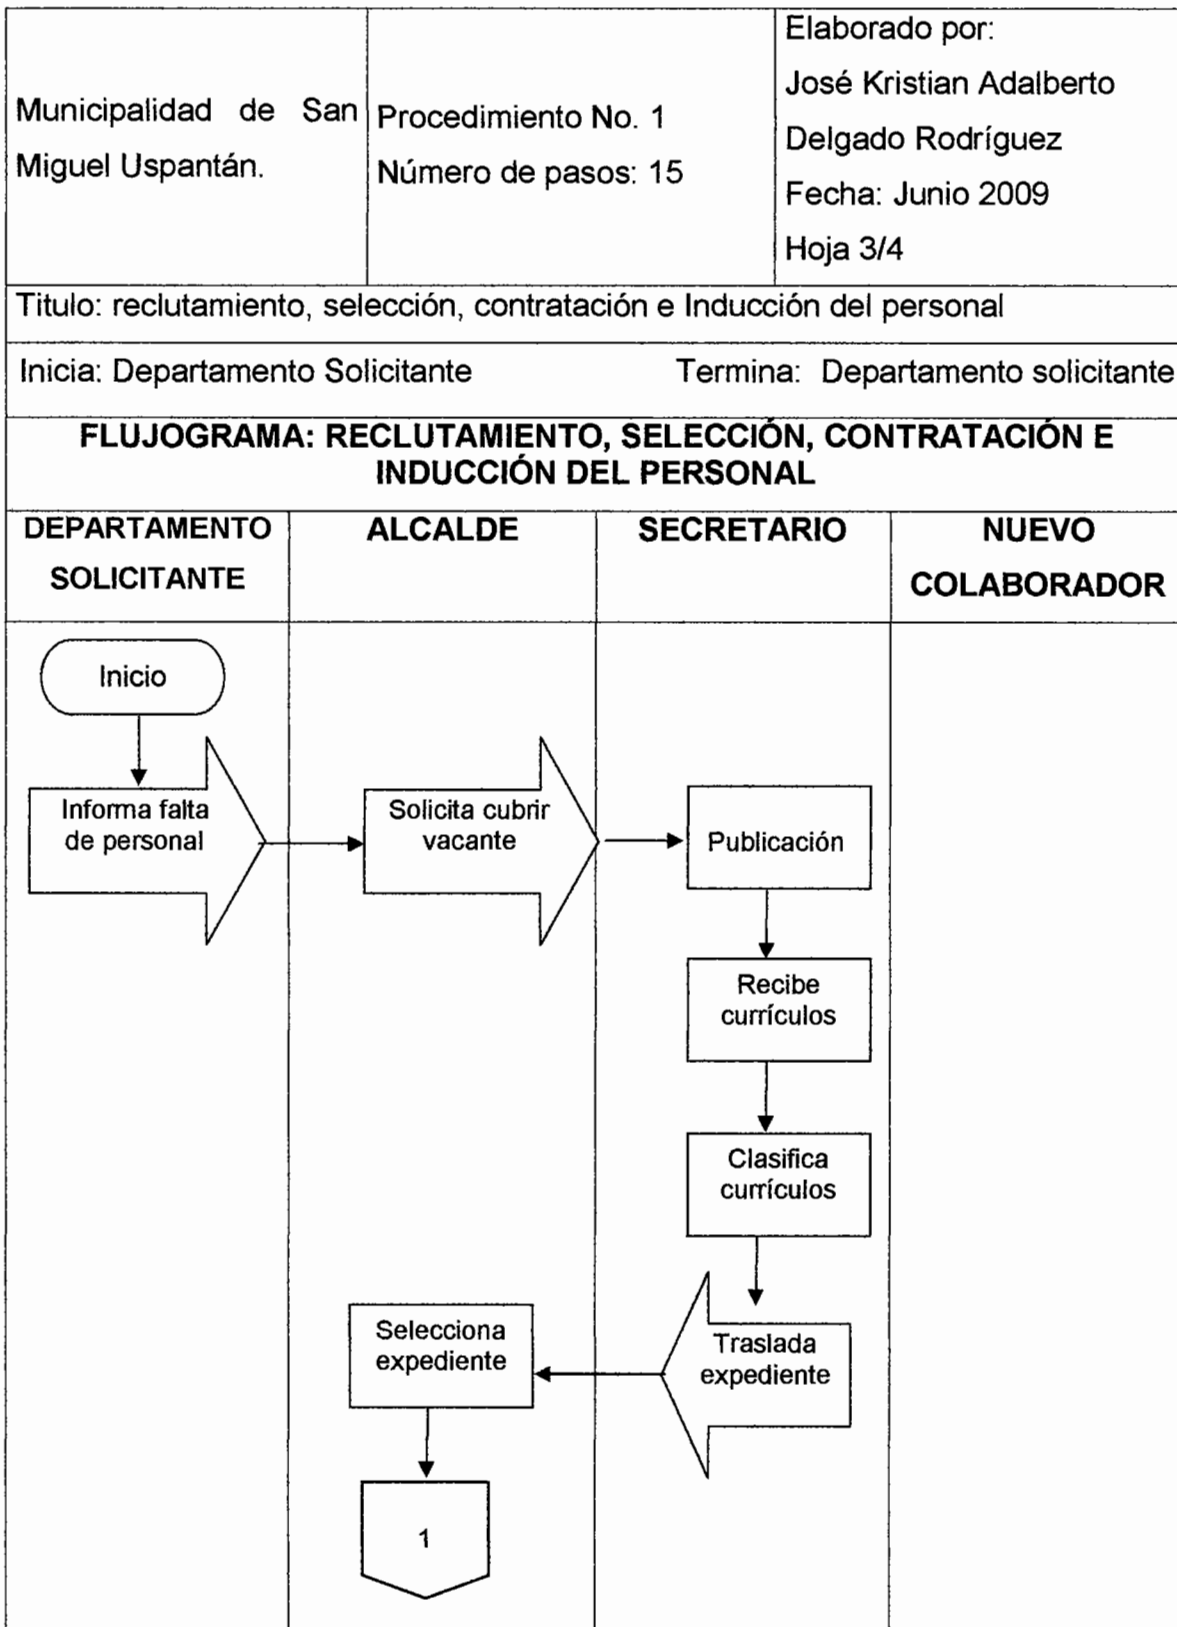 Municipalidad de San
Miguel Uspantán.
Procedimiento No. 1
Número de pasos: 15
Elaborado por:
José Kristian Adalberto
Delgado Rodríguez
Fecha: Junio 2009
Hoja 3/4
Titulo: reclutamiento, selección, contratación e Inducción del personal
Inicia: Departamento Solicitante Termina: Departamento solicitante
FLUJOGRAMA: RECLUTAMIENTO, SELECCIÓN, CONTRATACIÓN E
INDUCCIÓN DEL PERSONAL
DEPARTAMENTO
SOLICITANTE
ALCALDE
SECRETARIO
NUEVO
COLABORADOR
Inicio
Informa falta
de personal
Solicita cubrir
vacante
Publicación
Recibe
currículos
Clasifica
currículos
Traslada
expediente
Selecciona
expediente
1